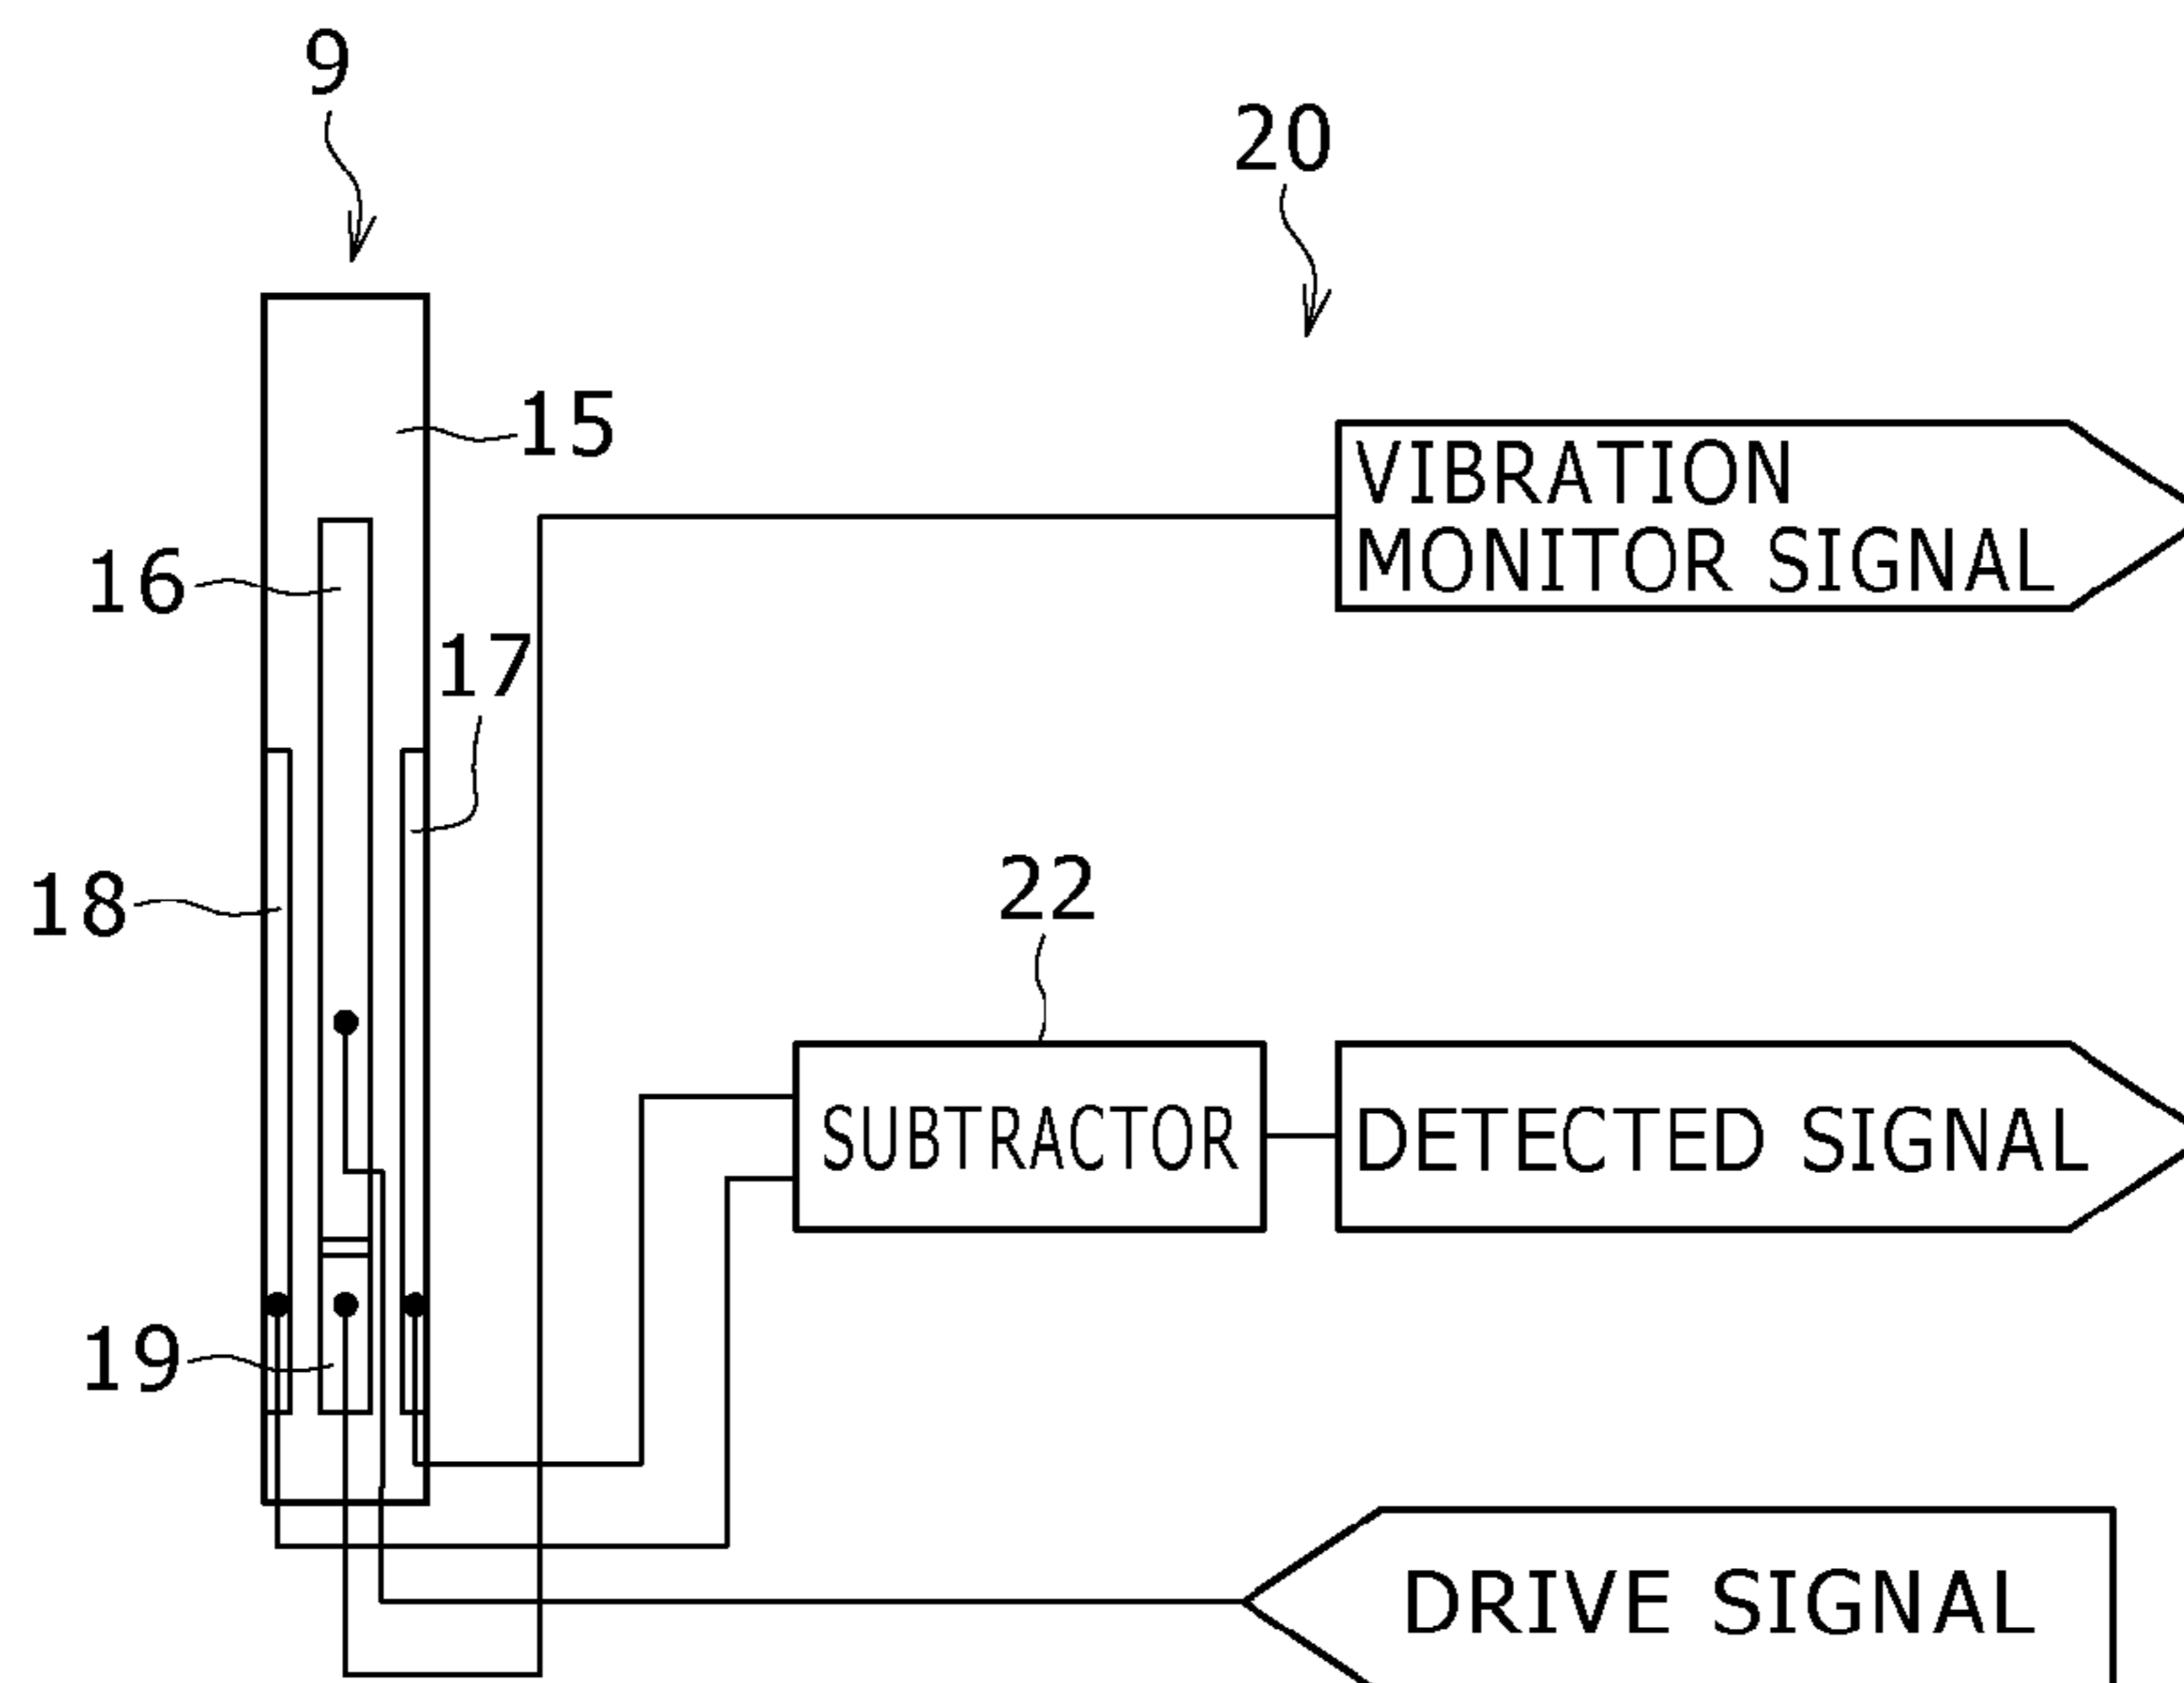 9
20
15
VIBRATION
MONITOR SIGNAL
16
17
18
22
SUBTRACTOR
DETECTED SIGNAL
19
DRIVE SIGNAL